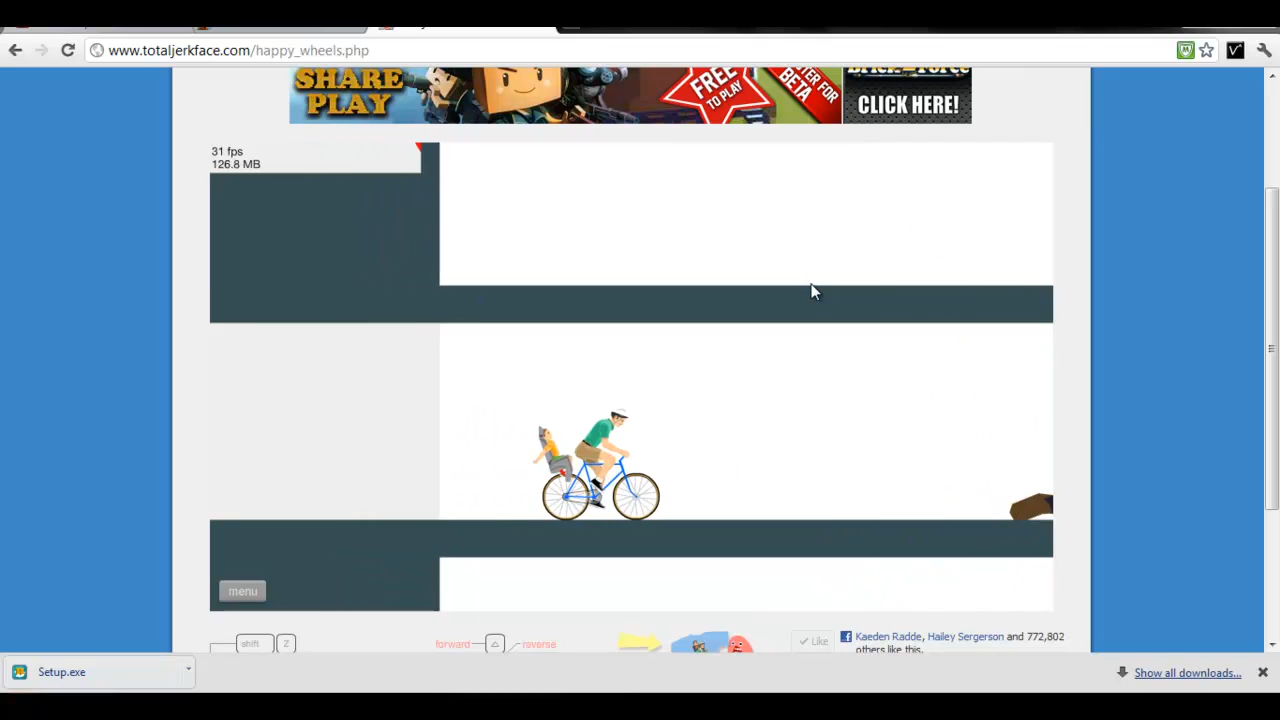 www.totaljerkface.com/happy_wheels.php
SHARE
PLAY
FREE
TO PLAY
BETA
CLICK HERE!
31 fps
126.8 MB
menu
shift Z
forward
reverse
Like
Kaeden Radde, Hailey Sergerson and 772,802
others like this.
Setup.exe
Show all downloads...